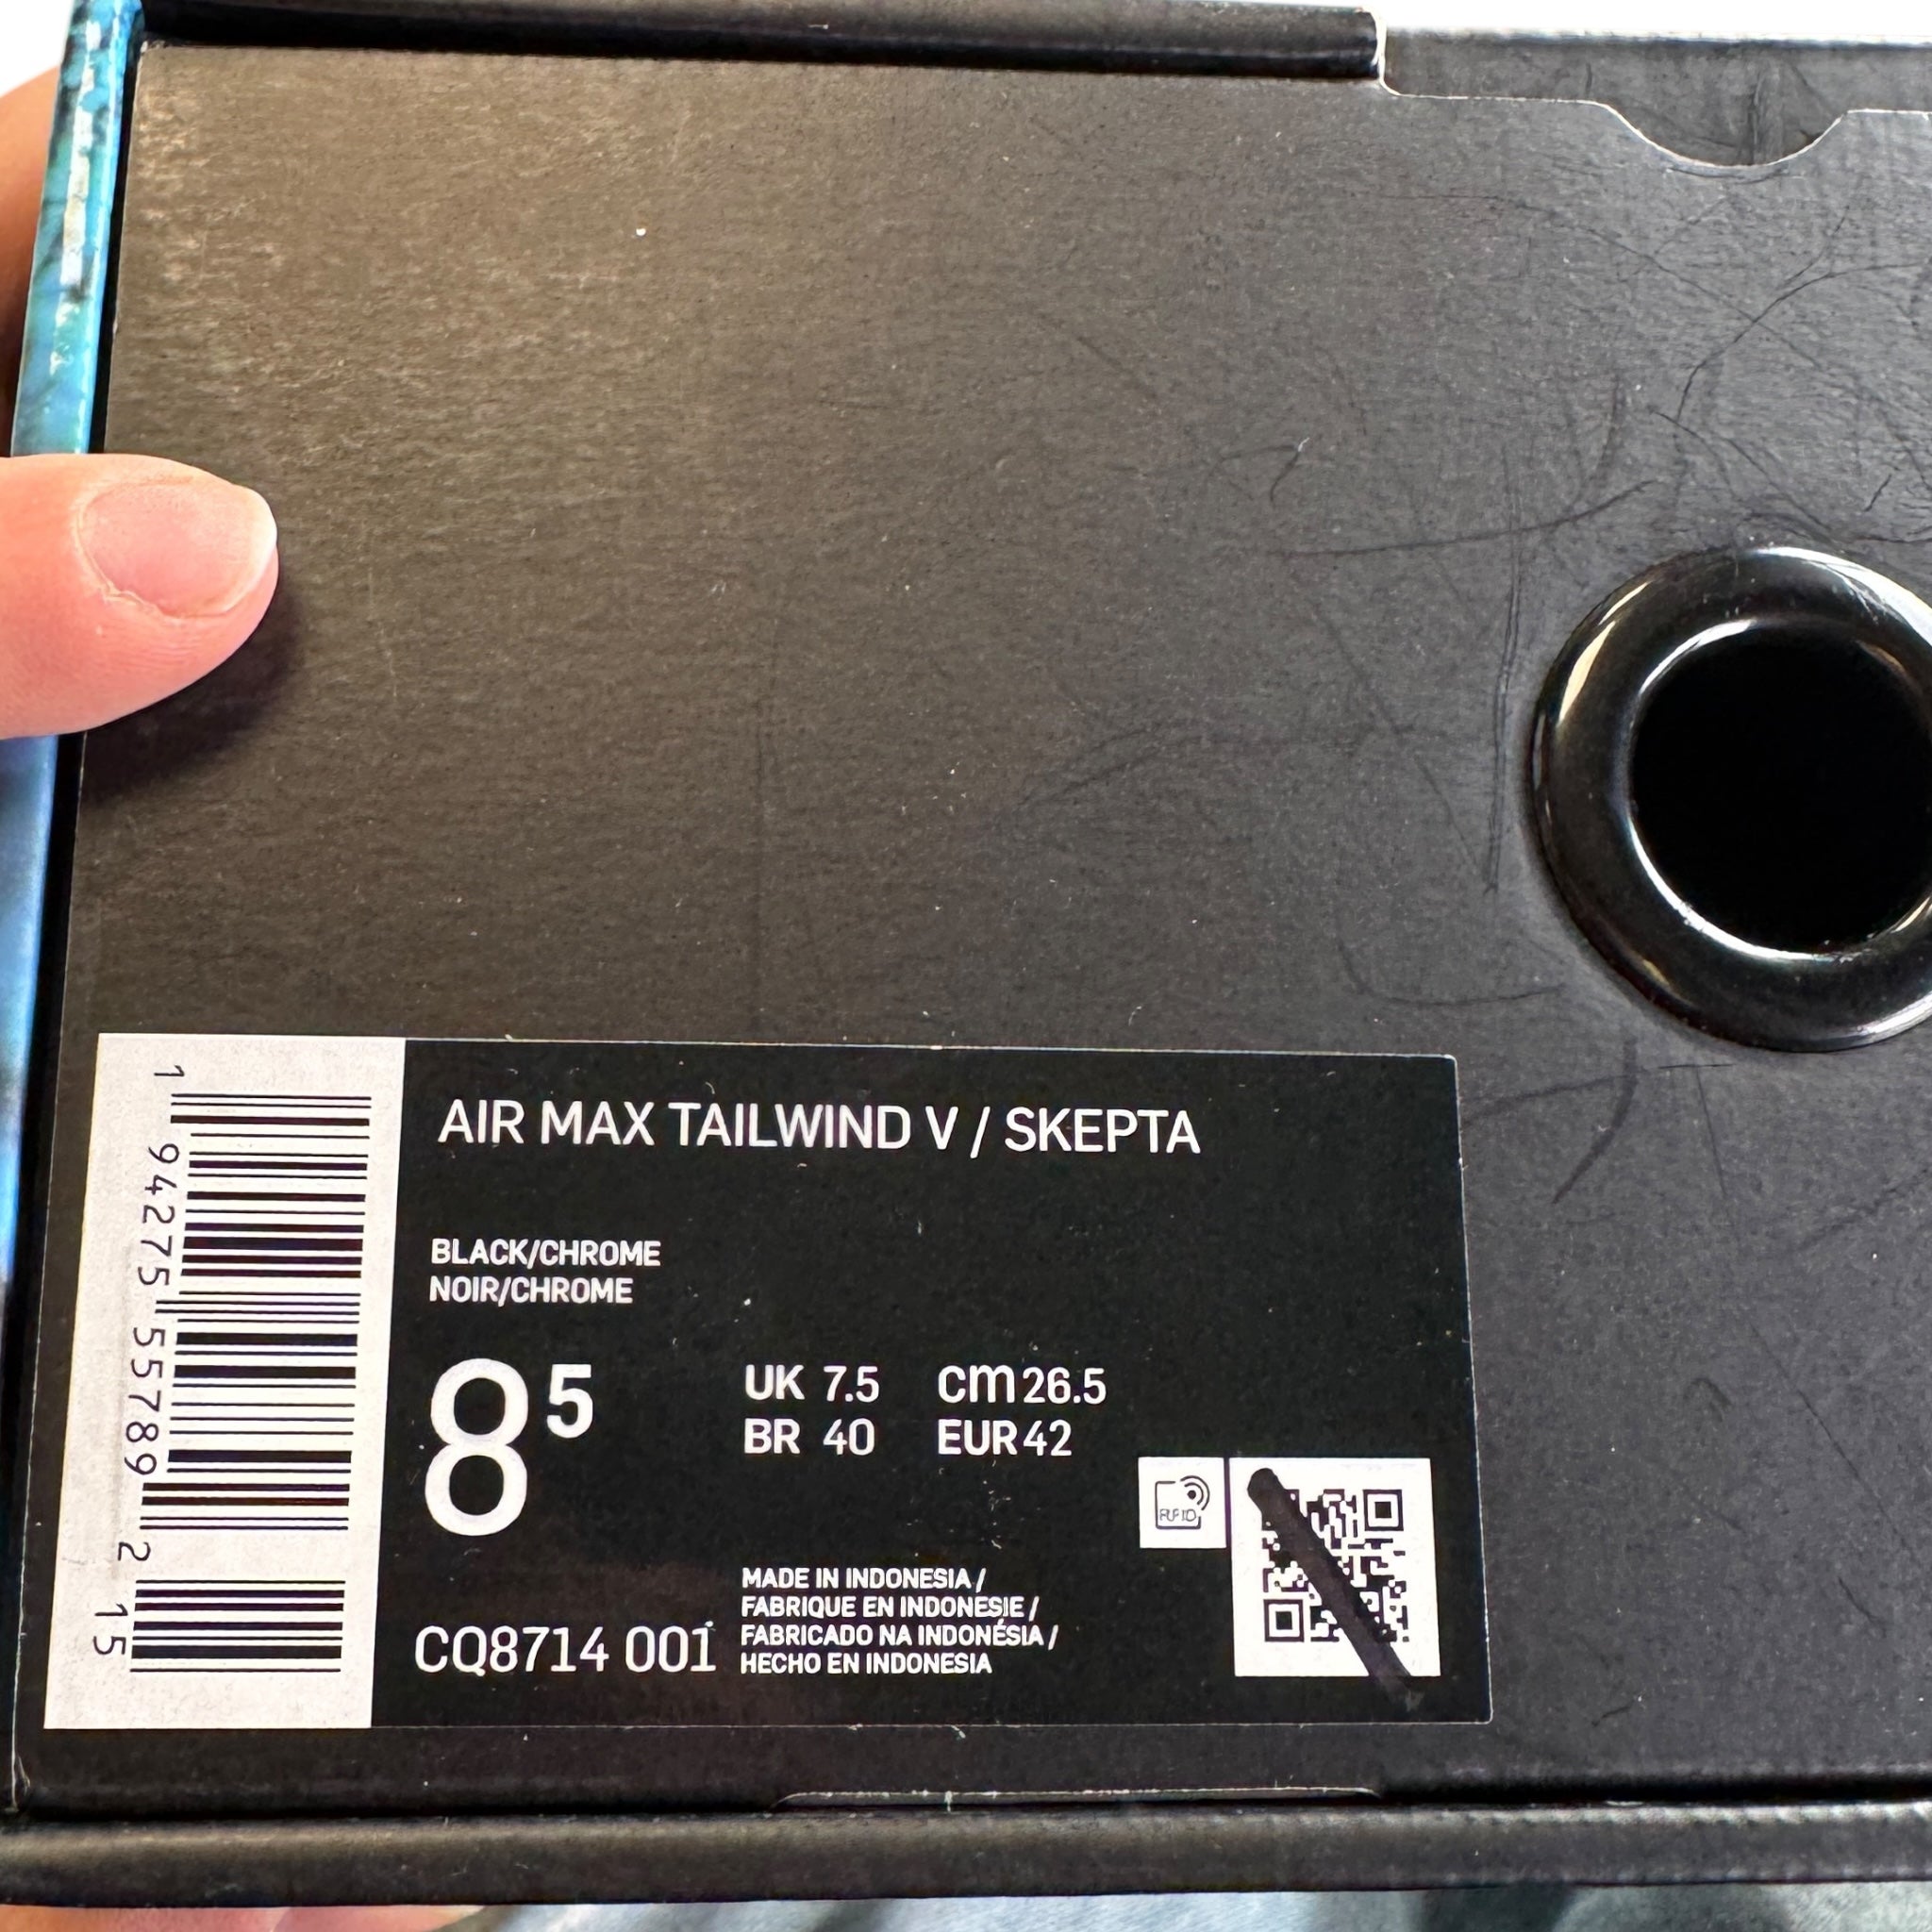 AIR MAX TAILWIND V / SKEPTA
BLACK/CHROME
NOIR/CHROME
8 5
UK 7.5 cm 26.5
BR 40 EUR 42
RFID
CQ8714 001
MADE IN INDONESIA /
FABRIQUE EN INDONESIE /
FABRICADO NA INDONÉSIA /
HECHO EN INDONESIA
1 94275 55789 2 15